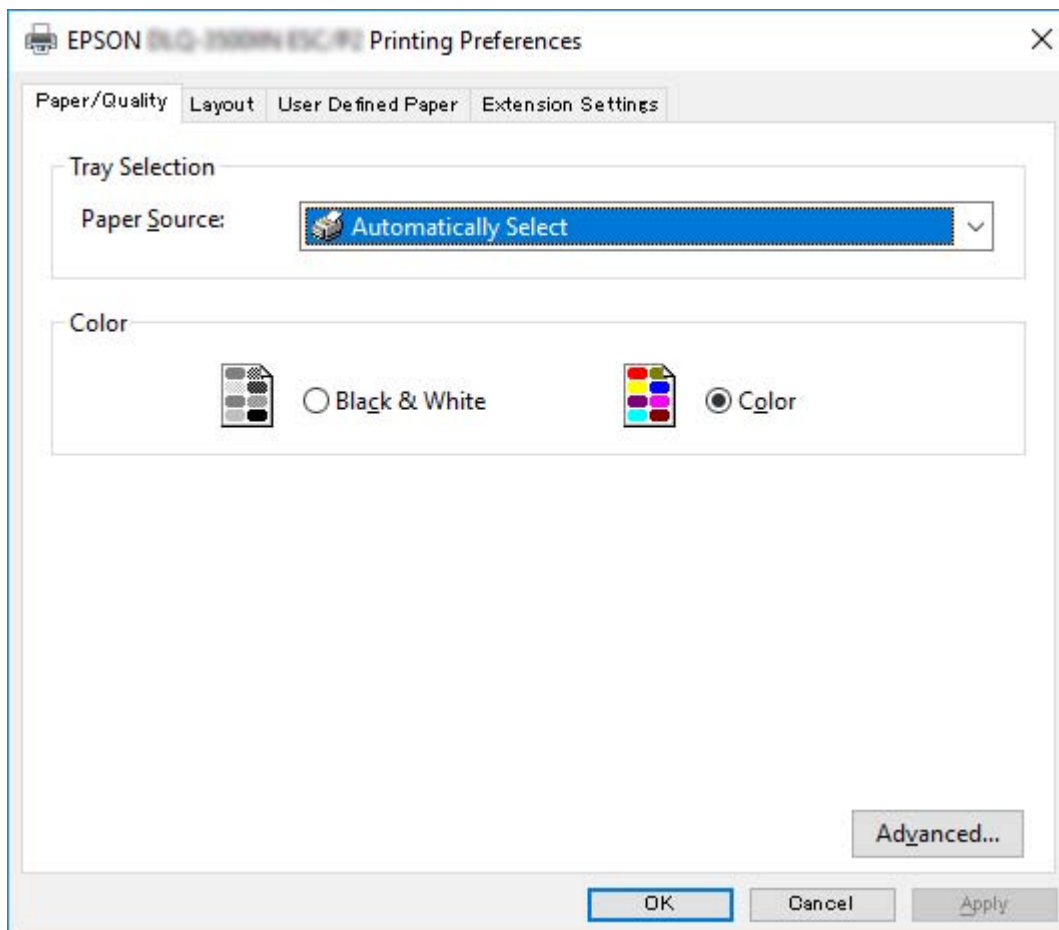 EPSON Printing Preferences
Paper/Quality Layout User Defined Paper Extension Settings
Tray Selection
Paper Source: Automatically Select
Color
Black & White Color
Advanced...
OK Cancel Apply